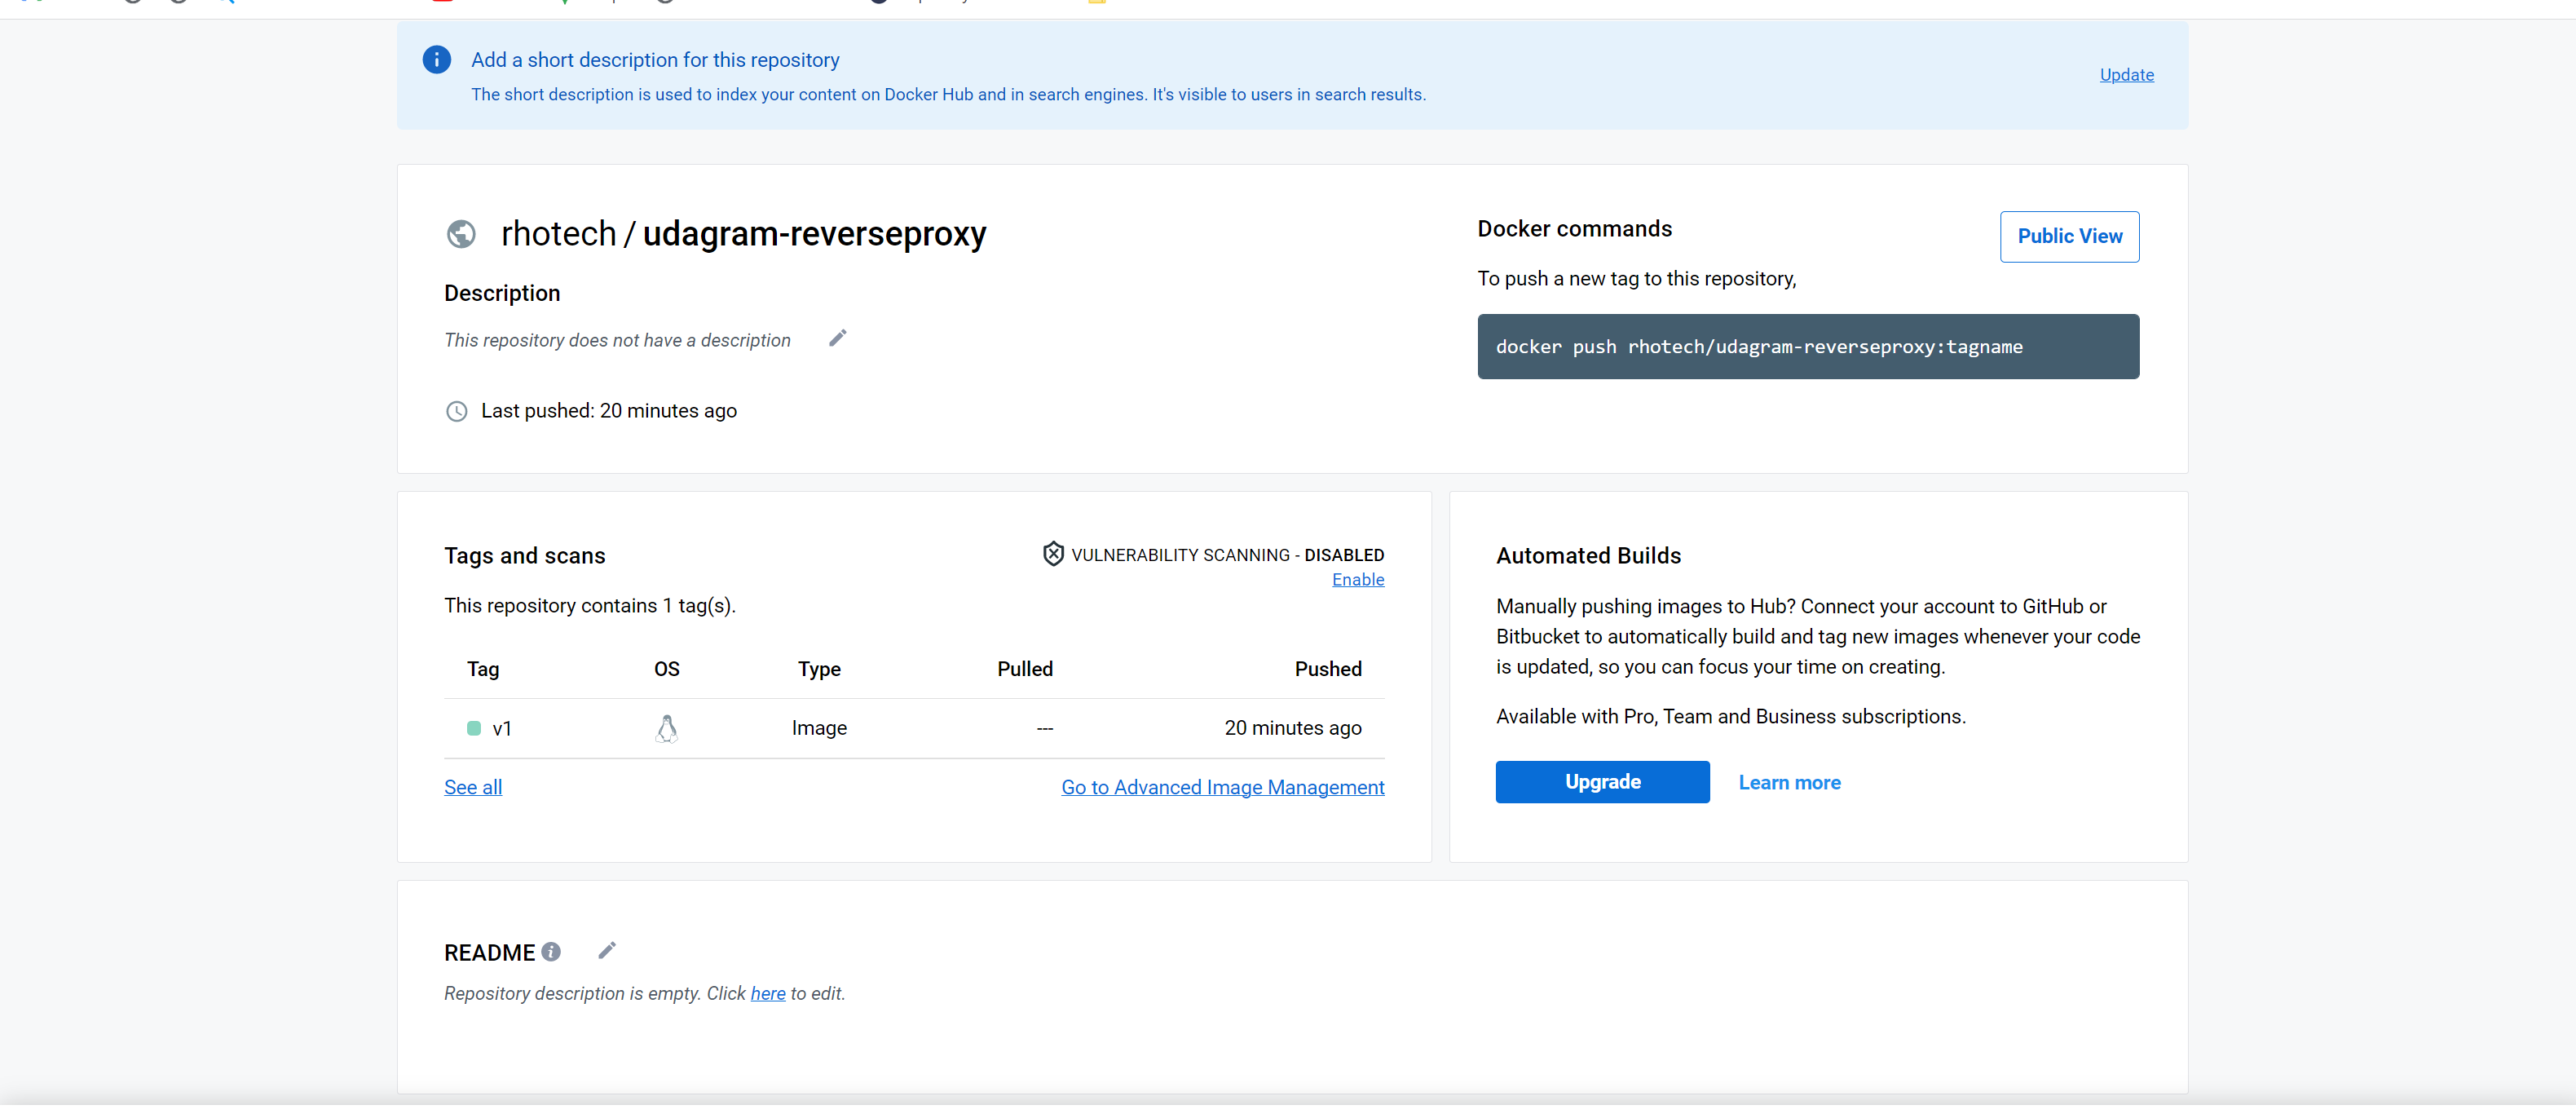 Add a short description for this repository
The short description is used to index your content on Docker Hub and in search engines. It's visible to users in search results.
Update
rhotech / udagram-reverseproxy
Description
This repository does not have a description
Last pushed: 20 minutes ago
Docker commands
Public View
To push a new tag to this repository,
docker push rhotech/udagram-reverseproxy:tagname
Tags and scans
VULNERABILITY SCANNING - DISABLED
Enable
This repository contains 1 tag(s).
Tag OS Type Pulled Pushed
v1 Image --- 20 minutes ago
See all
Go to Advanced Image Management
Automated Builds
Manually pushing images to Hub? Connect your account to GitHub or
Bitbucket to automatically build and tag new images whenever your code
is updated, so you can focus your time on creating.
Available with Pro, Team and Business subscriptions.
Upgrade
Learn more
README
Repository description is empty. Click here to edit.